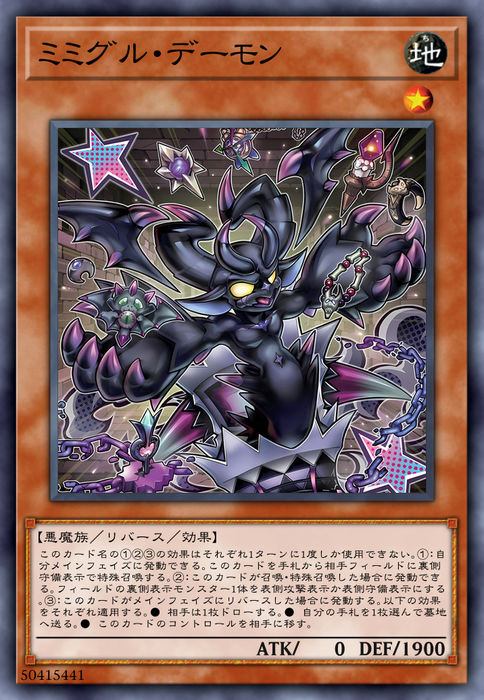 ミミグル・デーモン
ち
地
【悪魔族／リバース／効果】
このカード名の①②③の効果はそれぞれ1ターンに1度しか使用できない。①：自
分メインフェイズに発動できる。このカードを手札から相手フィールドに裏側
守備表示で特殊召喚する。②：このカードが召喚・特殊召喚した場合に発動でき
る。フィールドの裏側表示モンスター1体を表側攻撃表示か表側守備表示にす
る。③：このカードがメインフェイズにリバースした場合に発動する。以下の効果
をそれぞれ適用する。● 相手は1枚ドローする。● 自分の手札を1枚選んで墓地
へ送る。● このカードのコントロールを相手に移す。
ATK/ 0 DEF/1900
50415441